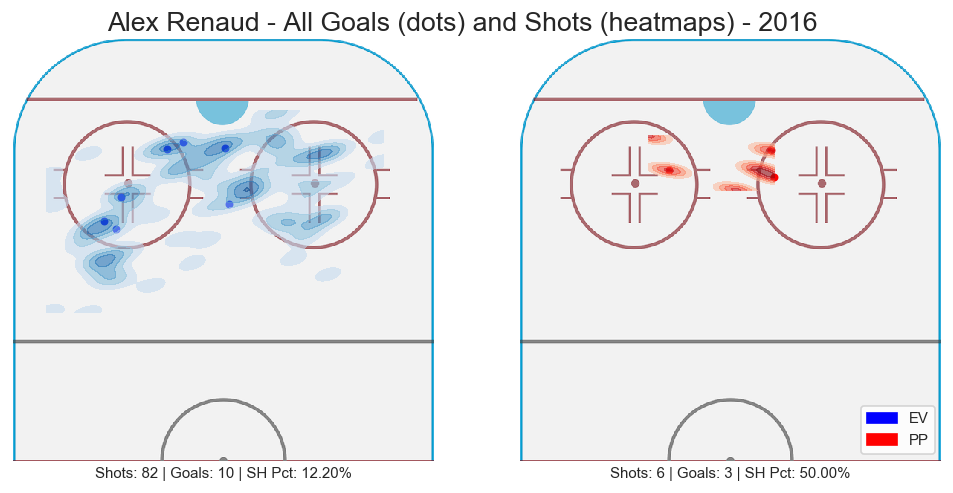 Alex Renaud - All Goals (dots) and Shots (heatmaps) - 2016
EV
PP
Shots: 82 | Goals: 10 | SH Pct: 12.20%
Shots: 6 | Goals: 3 | SH Pct: 50.00%